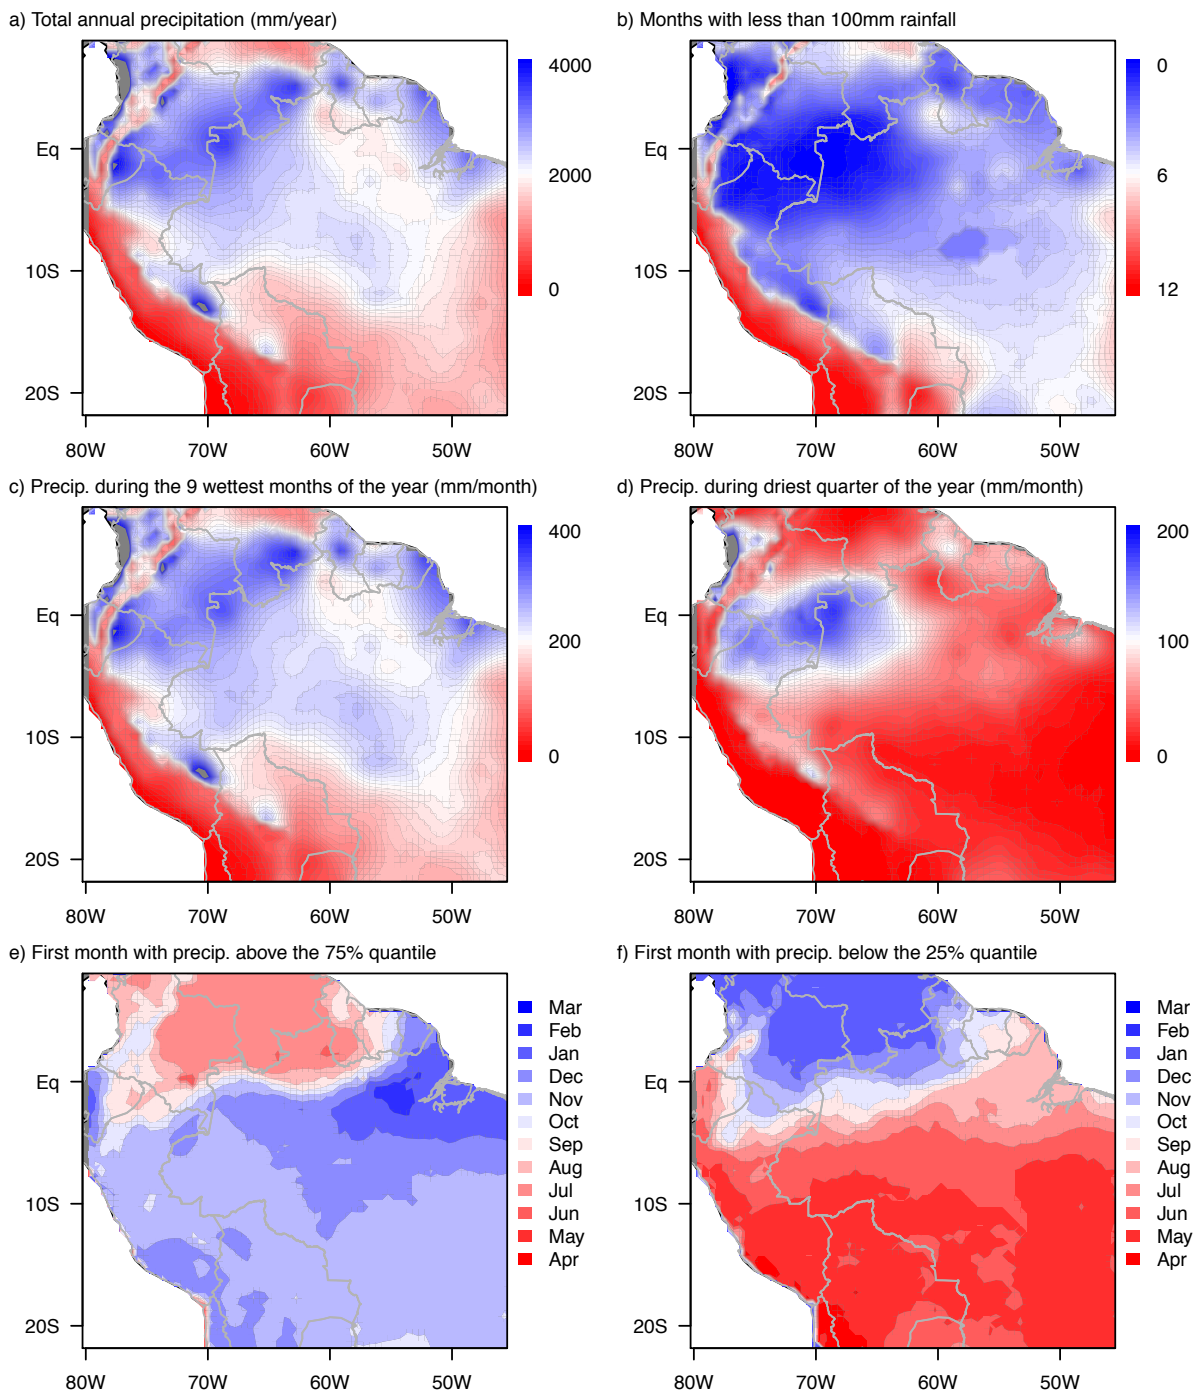 a) Total annual precipitation (mm/year)
b) Months with less than 100mm rainfall
Eq
10S
20S
80W
70W
60W
50W
4000
2000
0
Eq
10S
20S
80W
70W
60W
50W
0
6
12
c) Precip. during the 9 wettest months of the year (mm/month)
d) Precip. during driest quarter of the year (mm/month)
Eq
10S
20S
80W
70W
60W
50W
400
200
0
Eq
10S
20S
80W
70W
60W
50W
200
100
0
e) First month with precip. above the 75% quantile
f) First month with precip. below the 25% quantile
Eq
10S
20S
80W
70W
60W
50W
Mar
Feb
Jan
Dec
Nov
Oct
Sep
Aug
Jul
Jun
May
Apr
Eq
10S
20S
80W
70W
60W
50W
Mar
Feb
Jan
Dec
Nov
Oct
Sep
Aug
Jul
Jun
May
Apr